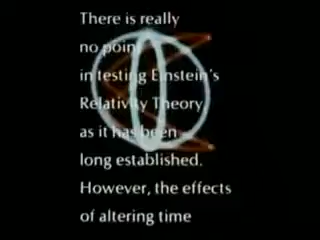 There is really
no point
in testing Einstein's
Relativity Theory
as it has been
long established.
However, the effects
of altering time